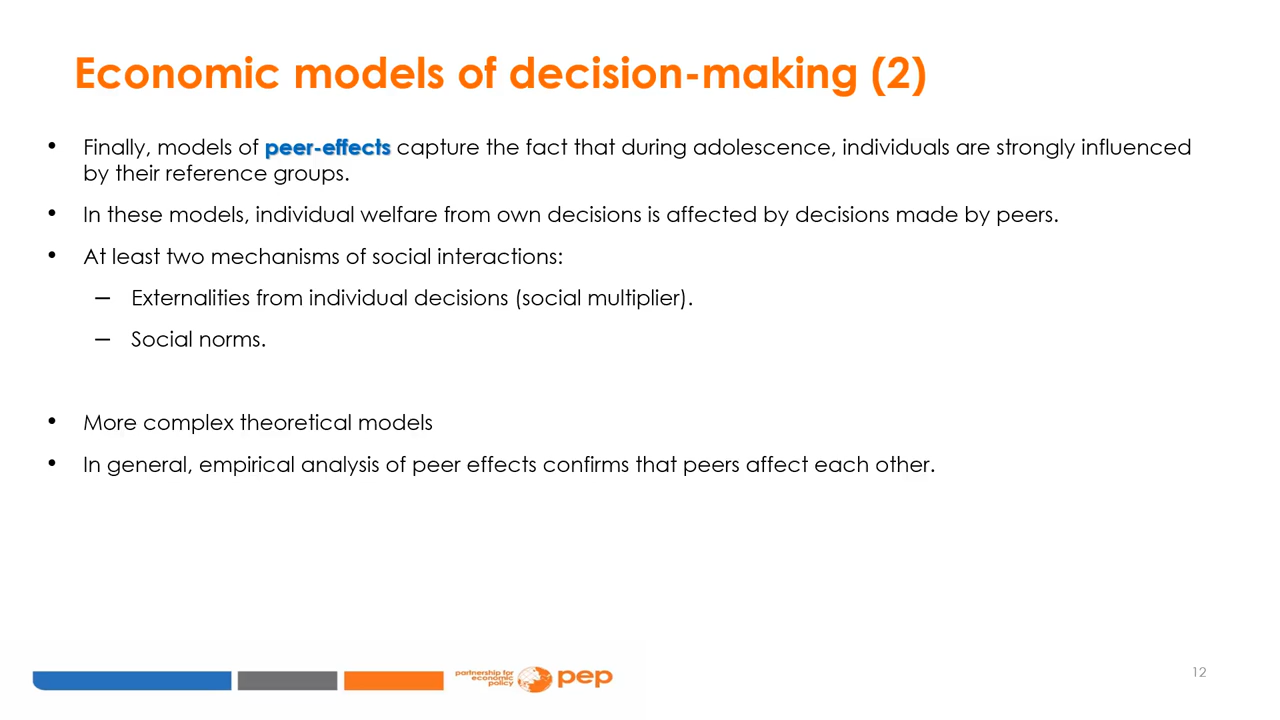 Economic models of decision-making (2)
• Finally, models of peer-effects capture the fact that during adolescence, individuals are strongly influenced
by their reference groups.
• In these models, individual welfare from own decisions is affected by decisions made by peers.
• At least two mechanisms of social interactions:
– Externalities from individual decisions (social multiplier).
– Social norms.
• More complex theoretical models
• In general, empirical analysis of peer effects confirms that peers affect each other.
partnership for
economic
policy
pep
12